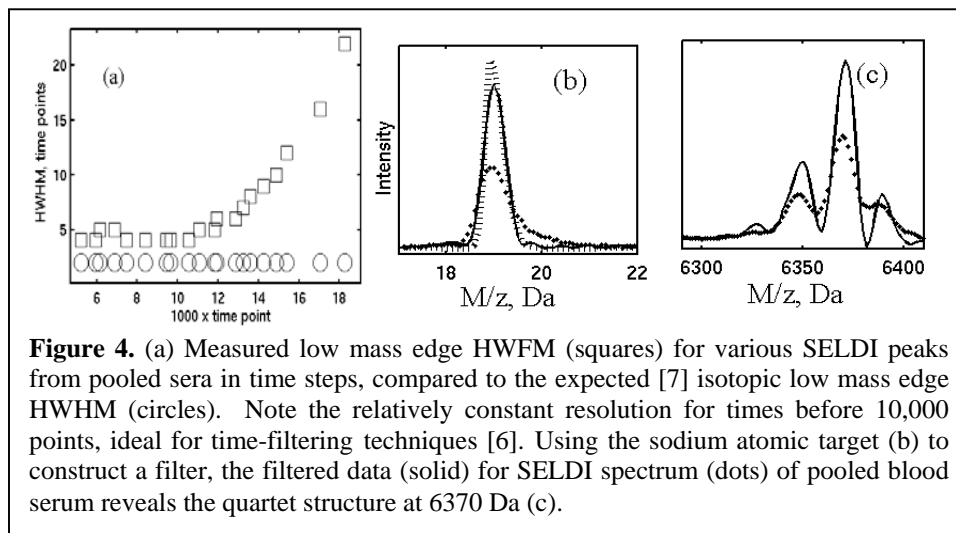 20
15
10
5
HWHM, time points
(a)
6 8 10 12 14 16 18
1000 x time point
Intensity
(b)
18 20 22
M/z, Da
(c)
6300 6350 6400
M/z, Da
Figure 4. (a) Measured low mass edge HWFM (squares) for various SELDI peaks
from pooled sera in time steps, compared to the expected [7] isotopic low mass edge
HWHM (circles). Note the relatively constant resolution for times before 10,000
points, ideal for time-filtering techniques [6]. Using the sodium atomic target (b) to
construct a filter, the filtered data (solid) for SELDI spectrum (dots) of pooled blood
serum reveals the quartet structure at 6370 Da (c).